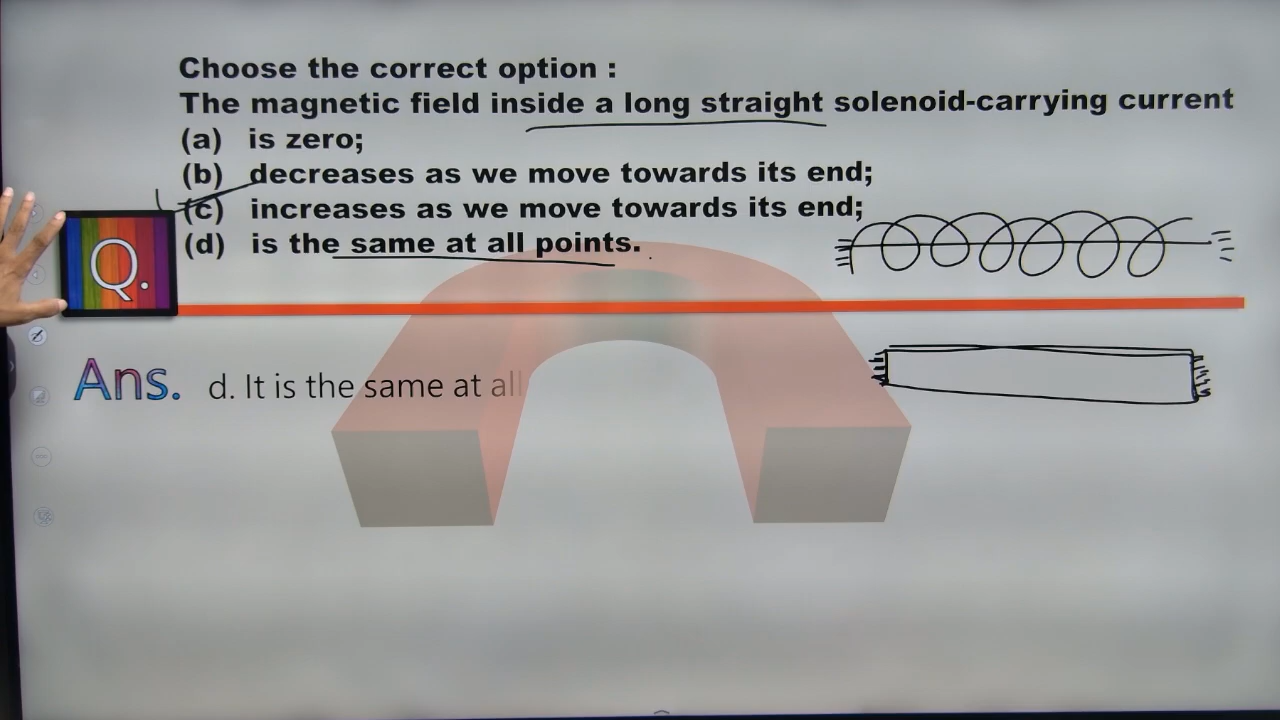 Choose the correct option :
The magnetic field inside a long straight solenoid-carrying current
(a) is zero;
(b) decreases as we move towards its end;
(c) increases as we move towards its end;
(d) is the same at all points.
Q.
Ans. d. It is the same at all